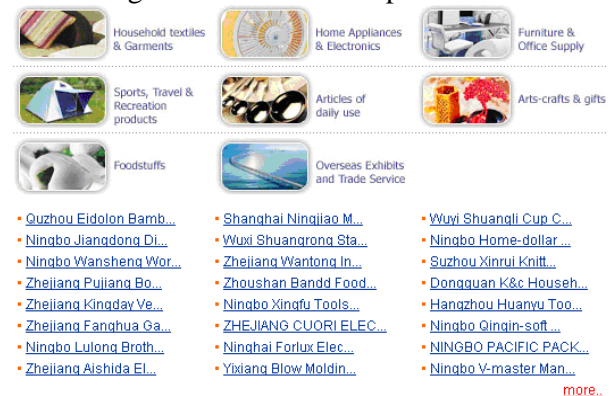 Household textiles
& Garments
Home Appliances
& Electronics
Furniture &
Office Supply
Sports, Travel &
Recreation
products
Articles of
daily use
Arts-crafts & gifts
Foodstuffs
Overseas Exhibits
and Trade Service
Quzhou Eidolon Bamb...
Shanghai Ningjiao M...
Wuyi Shuangli Cup C...
Ningbo Jiangdong Di...
Wuxi Shuangrong Sta...
Ningbo Home-dollar ...
Ningbo Wansheng Wor...
Zhejiang Wantong In...
Suzhou Xinrui Knitt...
Zhejiang Pujiang Bo...
Zhoushan Bandd Food...
Dongguan K&c Househ...
Zhejiang Kingday Ve...
Ningbo Xingfu Tools...
Hangzhou Huanyu Too...
Zhejiang Fanghua Ga...
ZHEJIANG CUORI ELEC...
Ningbo Qingin-soft ...
Ningbo Lulong Broth...
Ninghai Forlux Elec...
NINGBO PACIFIC PACK...
Zhejiang Aishida El...
Yixiang Blow Moldin...
Ningbo V-master Man...
more..